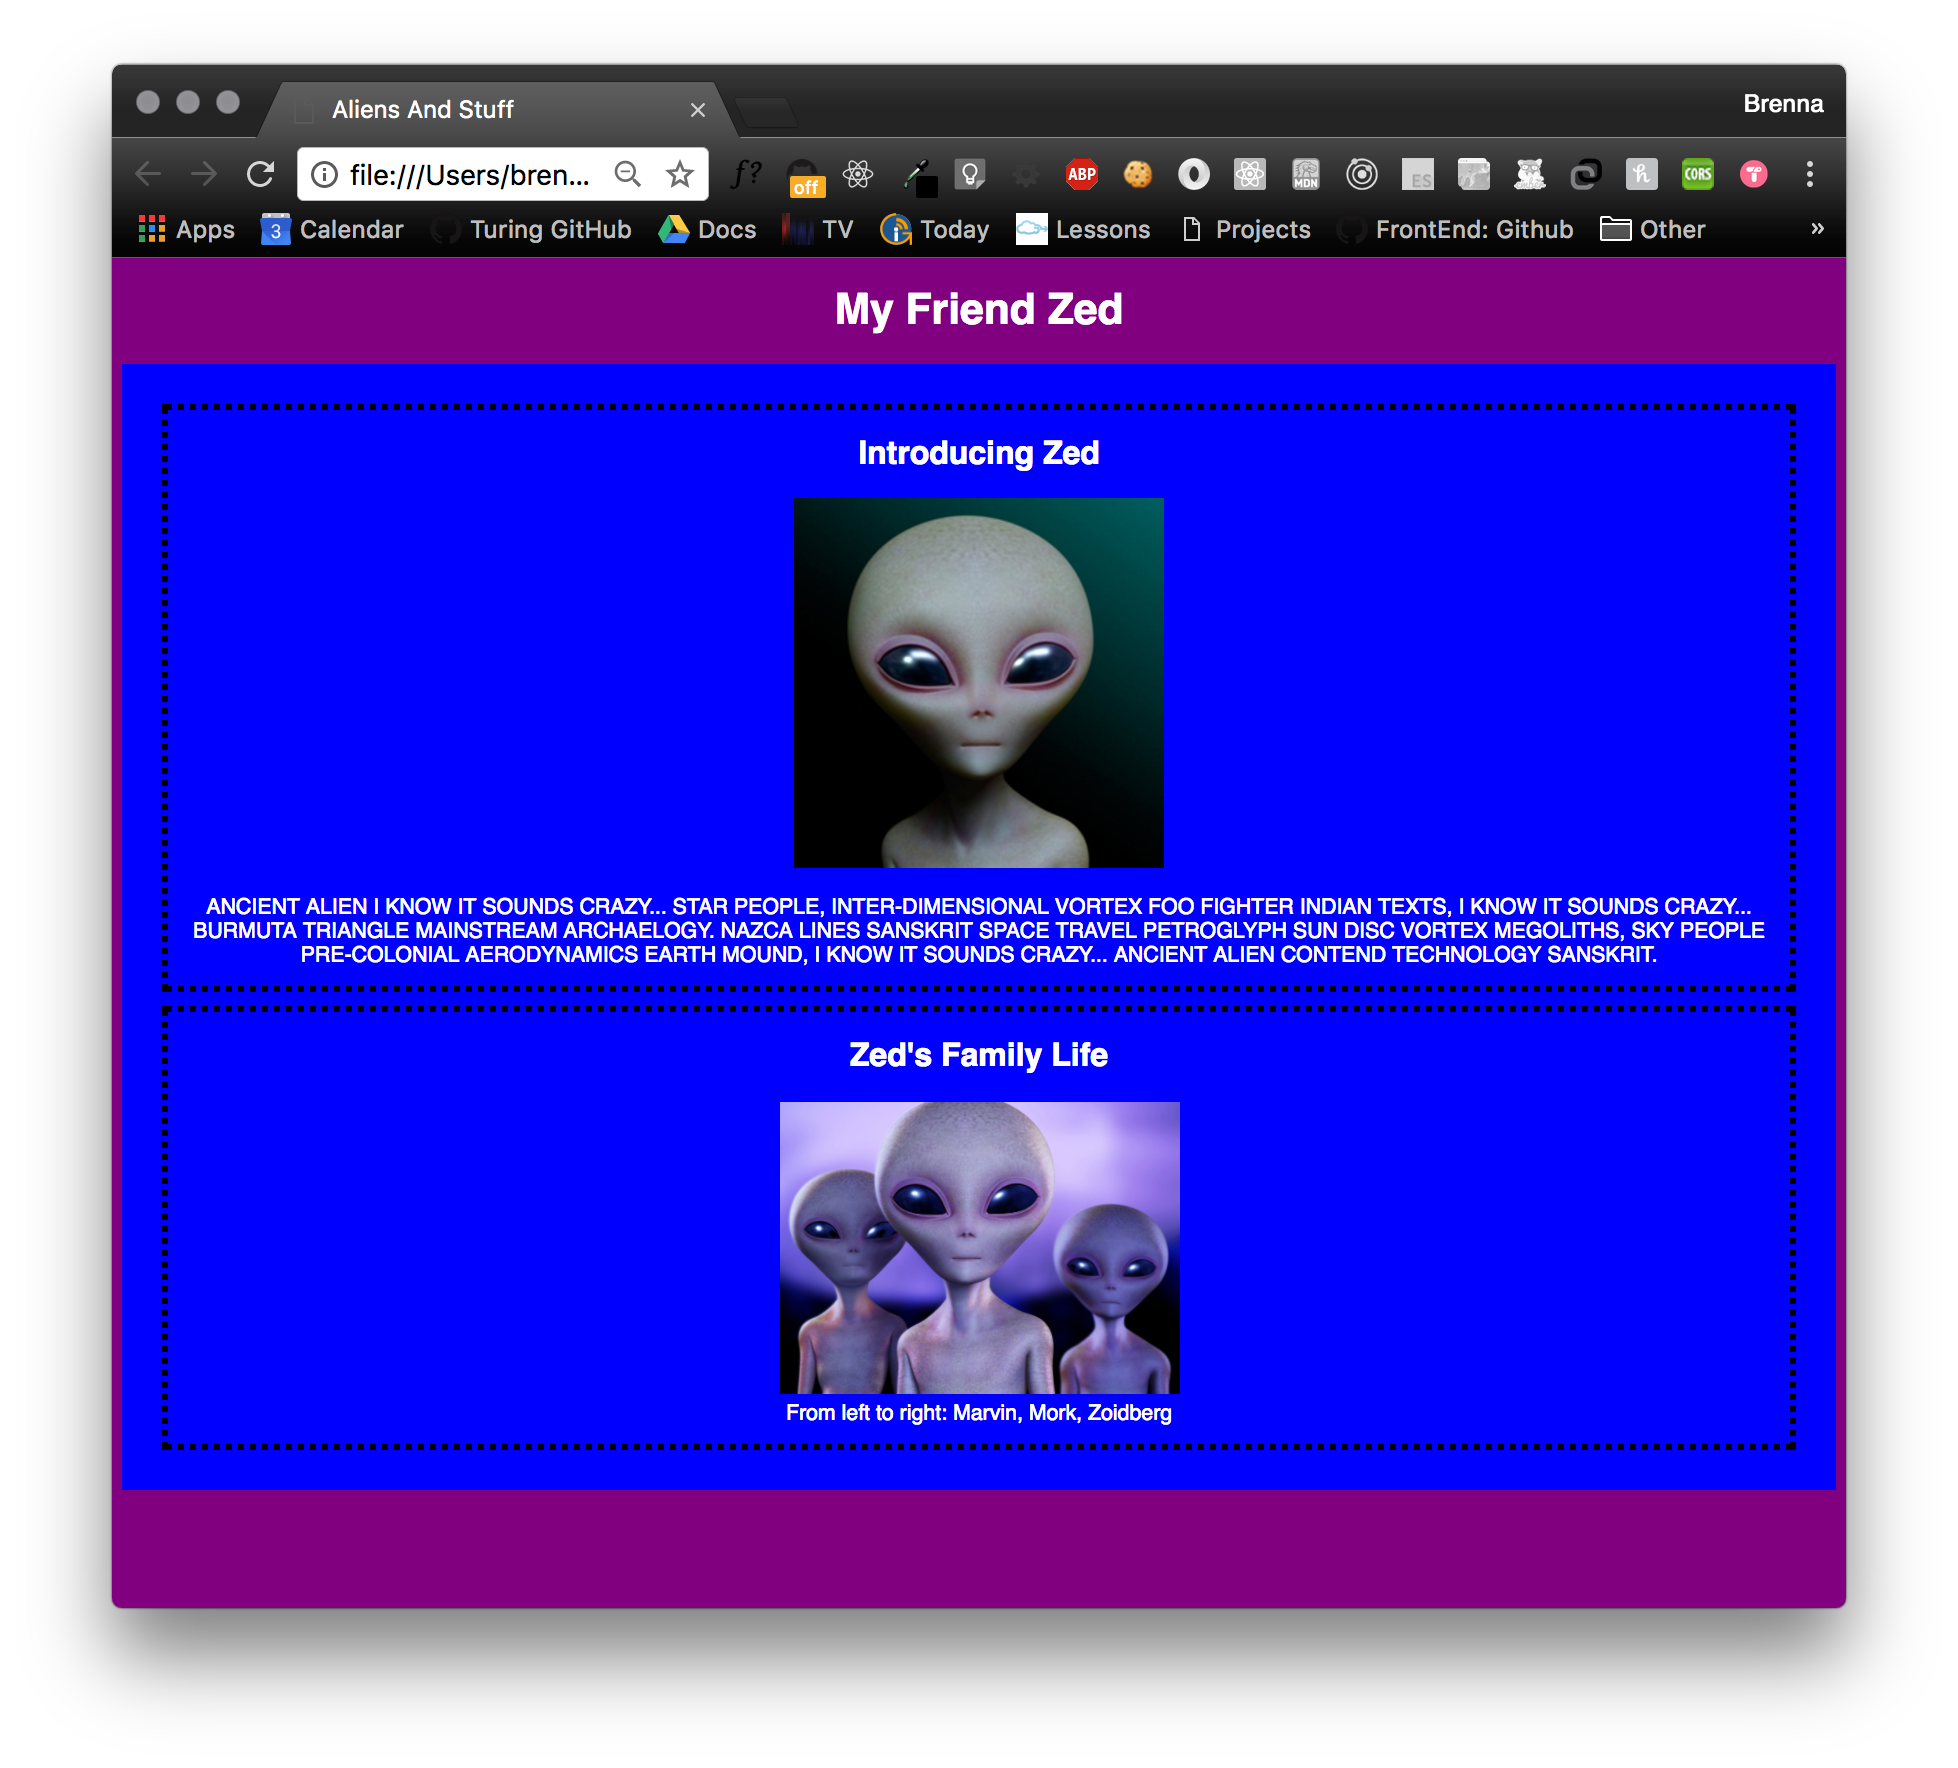 Aliens And Stuff
Brenna
file:///Users/bren...
f?
off
ABP
MDN
ES
h
CORS
T
Apps
3
Calendar
Turing GitHub
Docs
TV
Today
Lessons
Projects
FrontEnd: Github
Other
»
My Friend Zed
Introducing Zed
ANCIENT ALIEN I KNOW IT SOUNDS CRAZY... STAR PEOPLE, INTER-DIMENSIONAL VORTEX FOO FIGHTER INDIAN TEXTS, I KNOW IT SOUNDS CRAZY...
BURMUTA TRIANGLE MAINSTREAM ARCHAELOGY. NAZCA LINES SANSKRIT SPACE TRAVEL PETROGLYPH SUN DISC VORTEX MEGOLITHS, SKY PEOPLE
PRE-COLONIAL AERODYNAMICS EARTH MOUND, I KNOW IT SOUNDS CRAZY... ANCIENT ALIEN CONTEND TECHNOLOGY SANSKRIT.
Zed's Family Life
From left to right: Marvin, Mork, Zoidberg